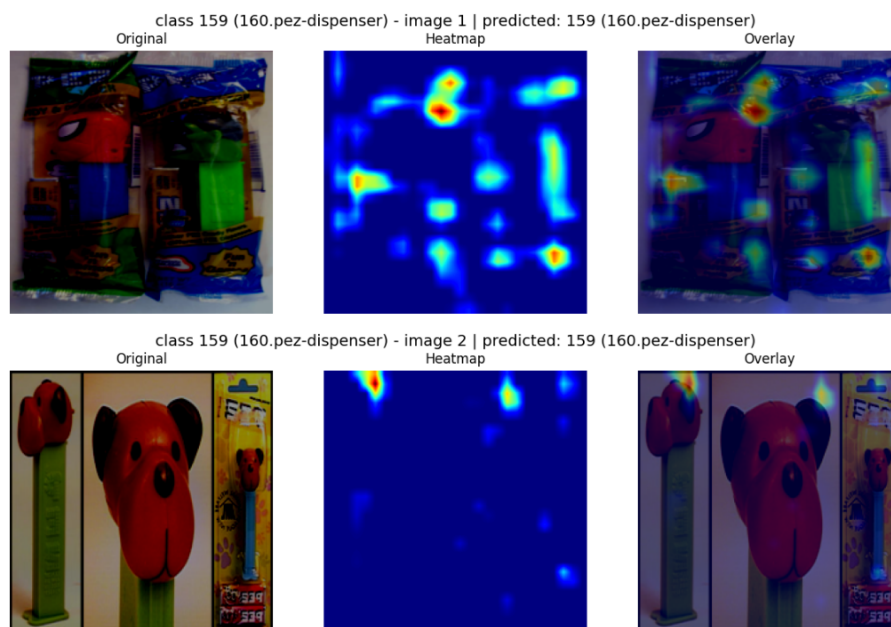 class 159 (160.pez-dispenser) - image 1 | predicted: 159 (160.pez-dispenser)
Original
Heatmap
Overlay
class 159 (160.pez-dispenser) - image 2 | predicted: 159 (160.pez-dispenser)
Original
Heatmap
Overlay